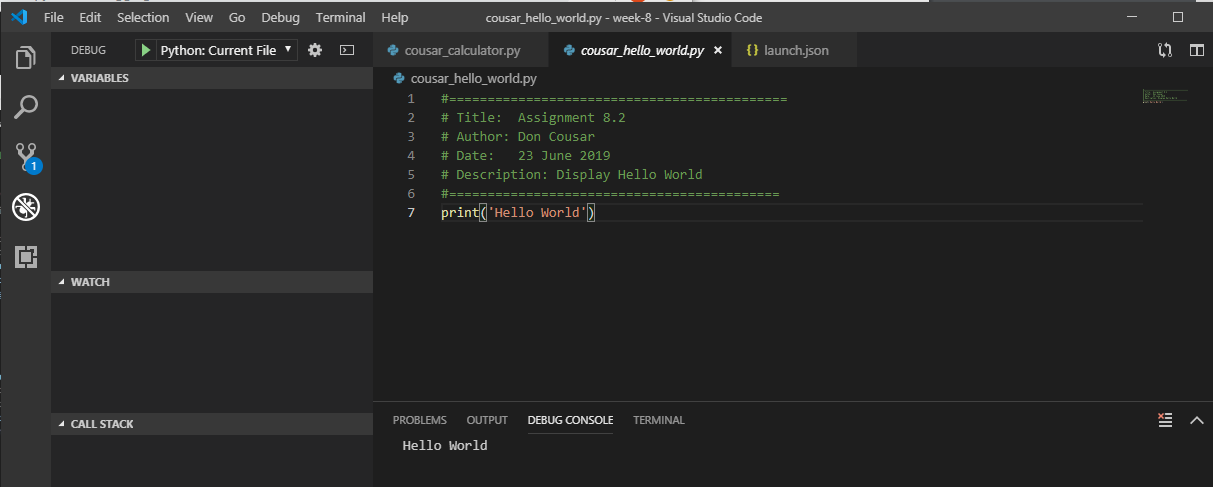 File Edit Selection View Go Debug Terminal Help cousar_hello_world.py - week-8 - Visual Studio Code
DEBUG Python: Current File
cousar_calculator.py cousar_hello_world.py launch.json
VARIABLES
cousar_hello_world.py
1 #============================================
2 # Title:  Assignment 8.2
3 # Author: Don Cousar
4 # Date:   23 June 2019
5 # Description: Display Hello World
6 #===========================================
7 print('Hello World')
1
WATCH
CALL STACK
PROBLEMS OUTPUT DEBUG CONSOLE TERMINAL
Hello World